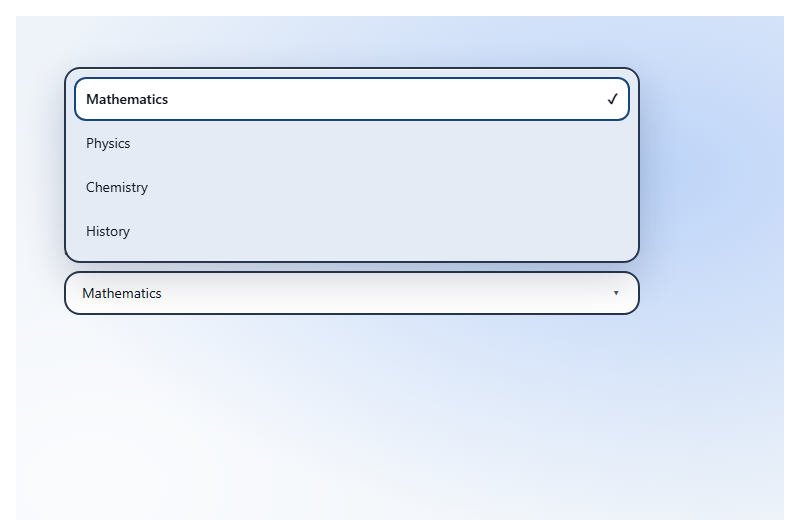 Mathematics ✓
Physics
Chemistry
History
Mathematics